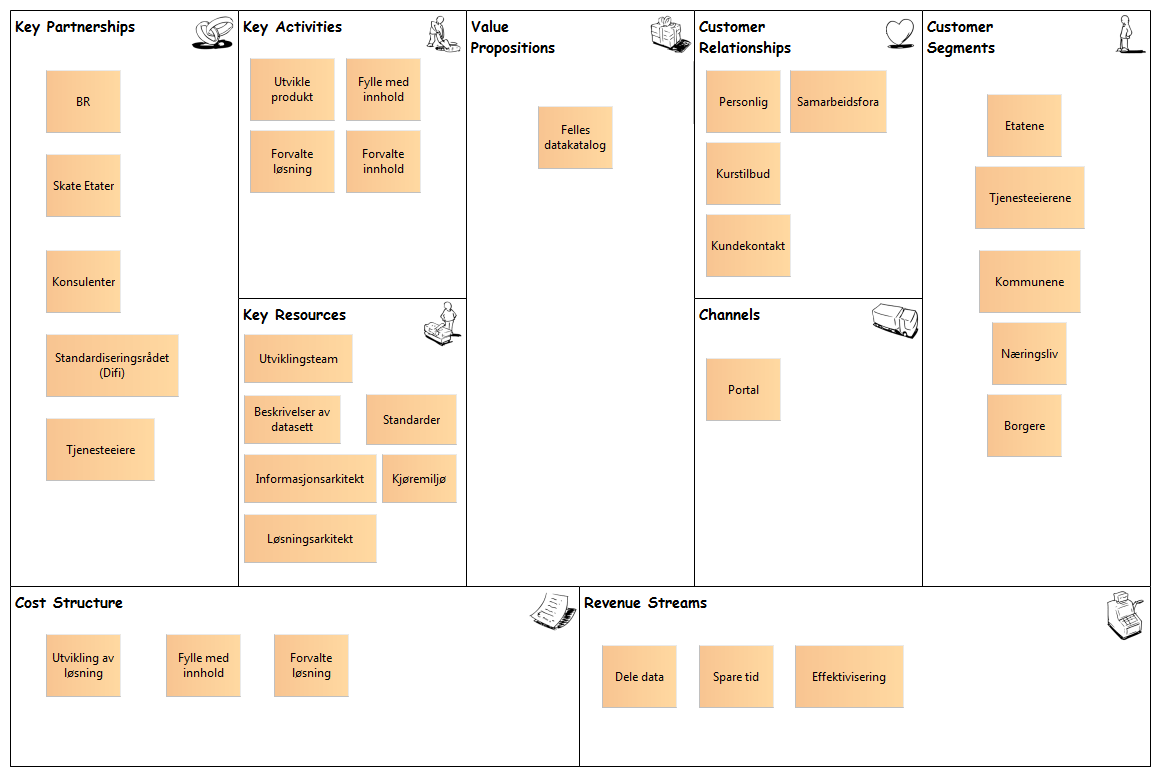 Key Partnerships
BR
Skate Etater
Konsulenter
Standardiseringsrådet
(Difi)
Tjenesteeiere
Key Activities
Utvikle
produkt
Fylle med
innhold
Forvalte
løsning
Forvalte
innhold
Key Resources
Utviklingsteam
Beskrivelser av
datasett
Standarder
Informasjonsarkitekt
Kjøremiljø
Løsningsarkitekt
Value
Propositions
Felles
datakatalog
Customer
Relationships
Personlig
Samarbeidsfora
Kurstilbud
Kundekontakt
Channels
Portal
Customer
Segments
Etatene
Tjenesteeierene
Kommunene
Næringsliv
Borgere
Cost Structure
Utvikling av
løsning
Fylle med
innhold
Forvalte
løsning
Revenue Streams
Dele data
Spare tid
Effektivisering